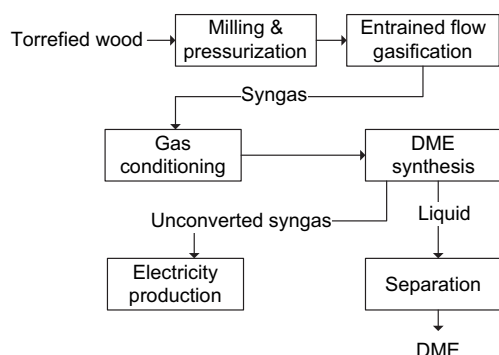 Torrefied wood
Milling &
pressurization
Entrained flow
gasification
Syngas
Gas
conditioning
DME
synthesis
Unconverted syngas
Liquid
Electricity
production
Separation
DME